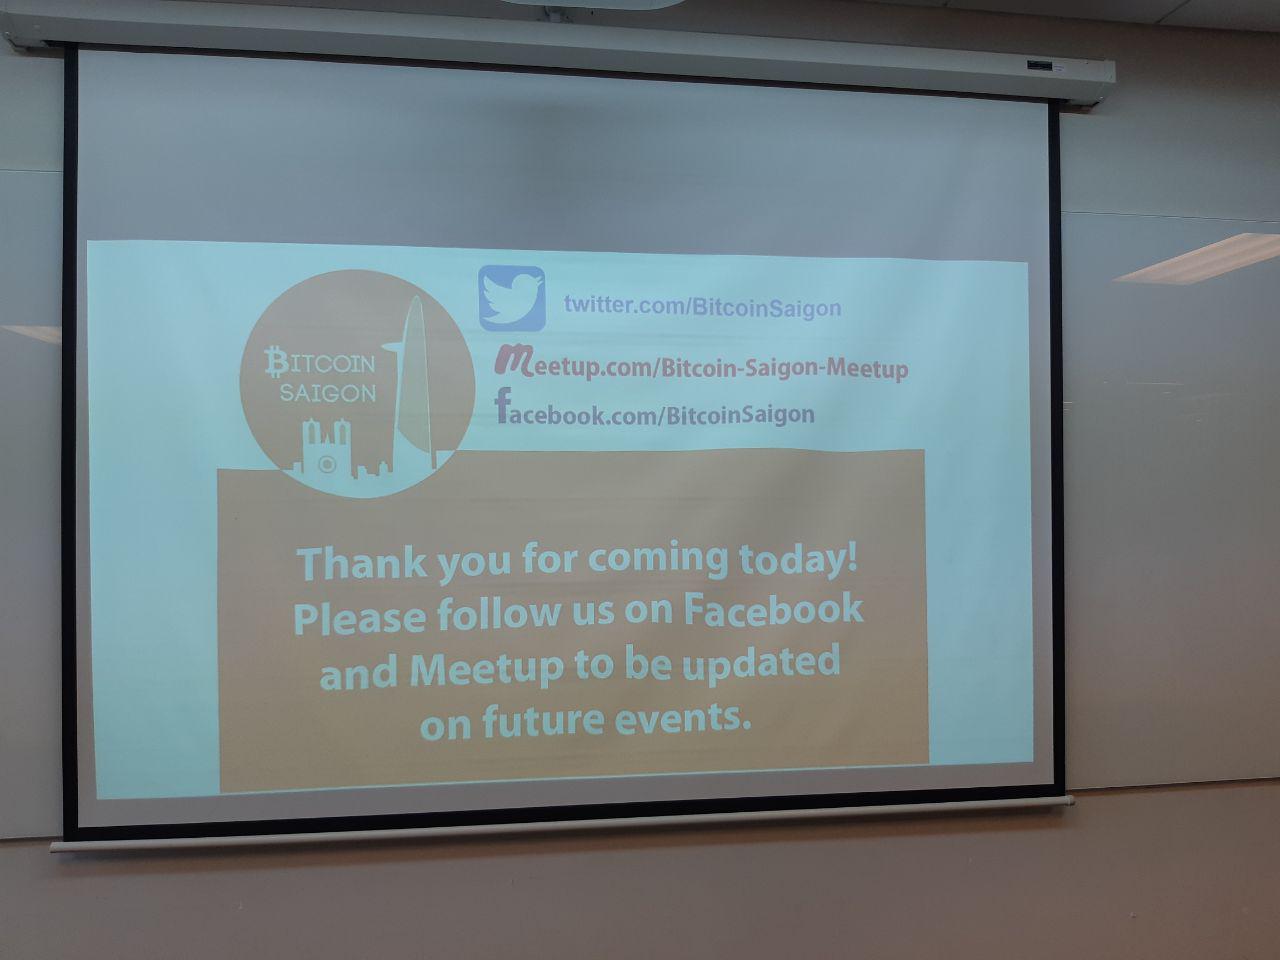 BITCOIN
SAIGON
twitter.com/BitcoinSaigon
Meetup.com/Bitcoin-Saigon-Meetup
facebook.com/BitcoinSaigon
Thank you for coming today!
Please follow us on Facebook
and Meetup to be updated
on future events.